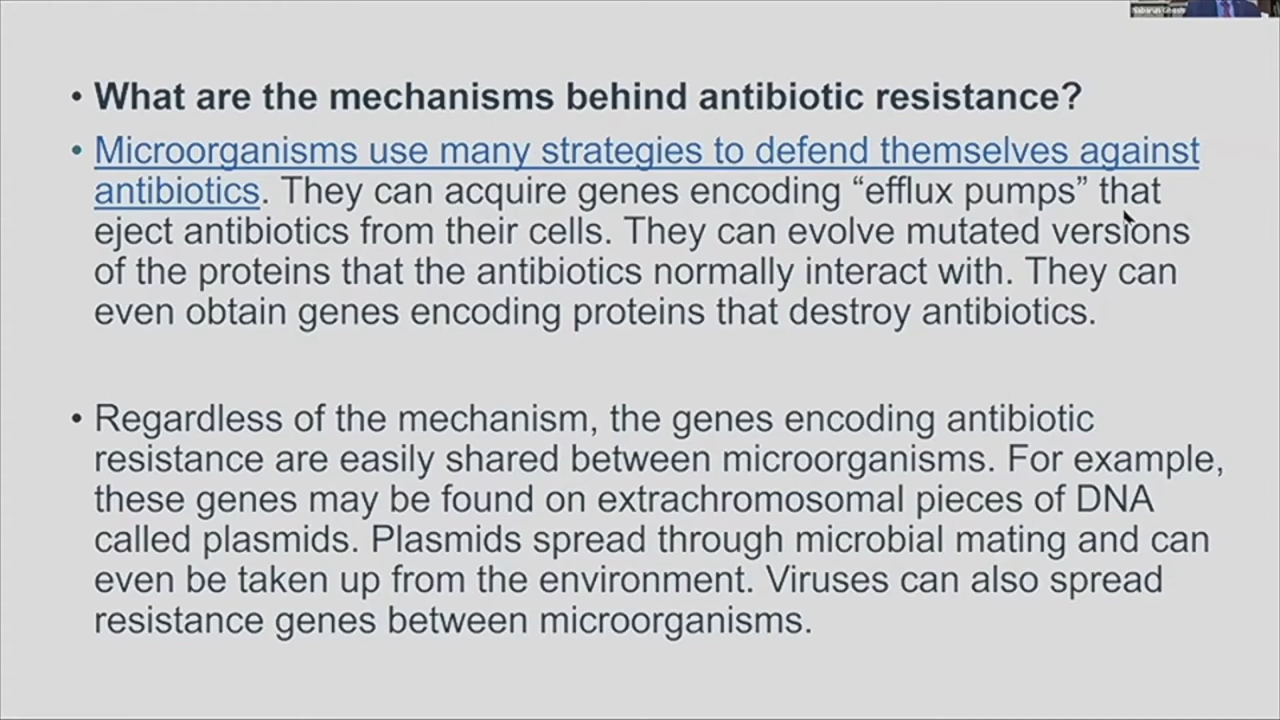 • What are the mechanisms behind antibiotic resistance?
• Microorganisms use many strategies to defend themselves against
antibiotics. They can acquire genes encoding “efflux pumps” that
eject antibiotics from their cells. They can evolve mutated versions
of the proteins that the antibiotics normally interact with. They can
even obtain genes encoding proteins that destroy antibiotics.
• Regardless of the mechanism, the genes encoding antibiotic
resistance are easily shared between microorganisms. For example,
these genes may be found on extrachromosomal pieces of DNA
called plasmids. Plasmids spread through microbial mating and can
even be taken up from the environment. Viruses can also spread
resistance genes between microorganisms.